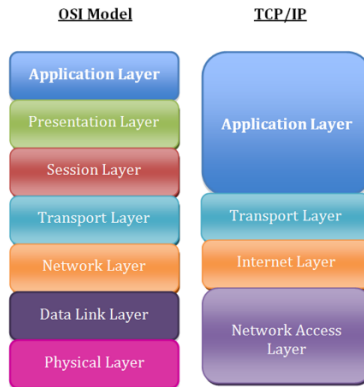 OSI Model
TCP/IP
Application Layer
Presentation Layer
Session Layer
Transport Layer
Network Layer
Data Link Layer
Physical Layer
Application Layer
Transport Layer
Internet Layer
Network Access
Layer